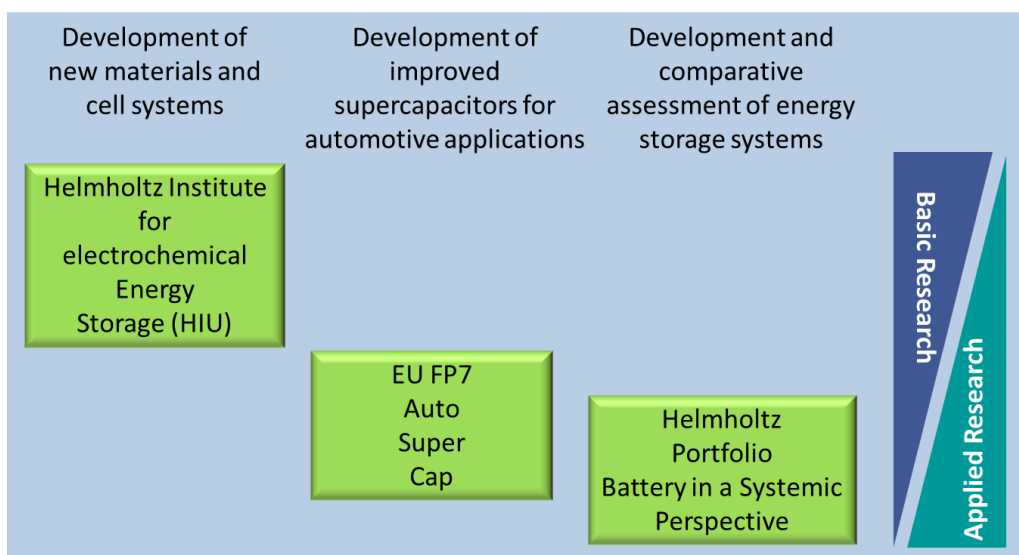 Development of
new materials and
cell systems
Development of
improved
supercapacitors for
automotive applications
Development and
comparative
assessment of energy
storage systems
Helmholtz Institute
for
electrochemical
Energy
Storage (HIU)
EU FP7
Auto
Super
Cap
Helmholtz
Portfolio
Battery in a Systemic
Perspective
Basic Research
Applied Research